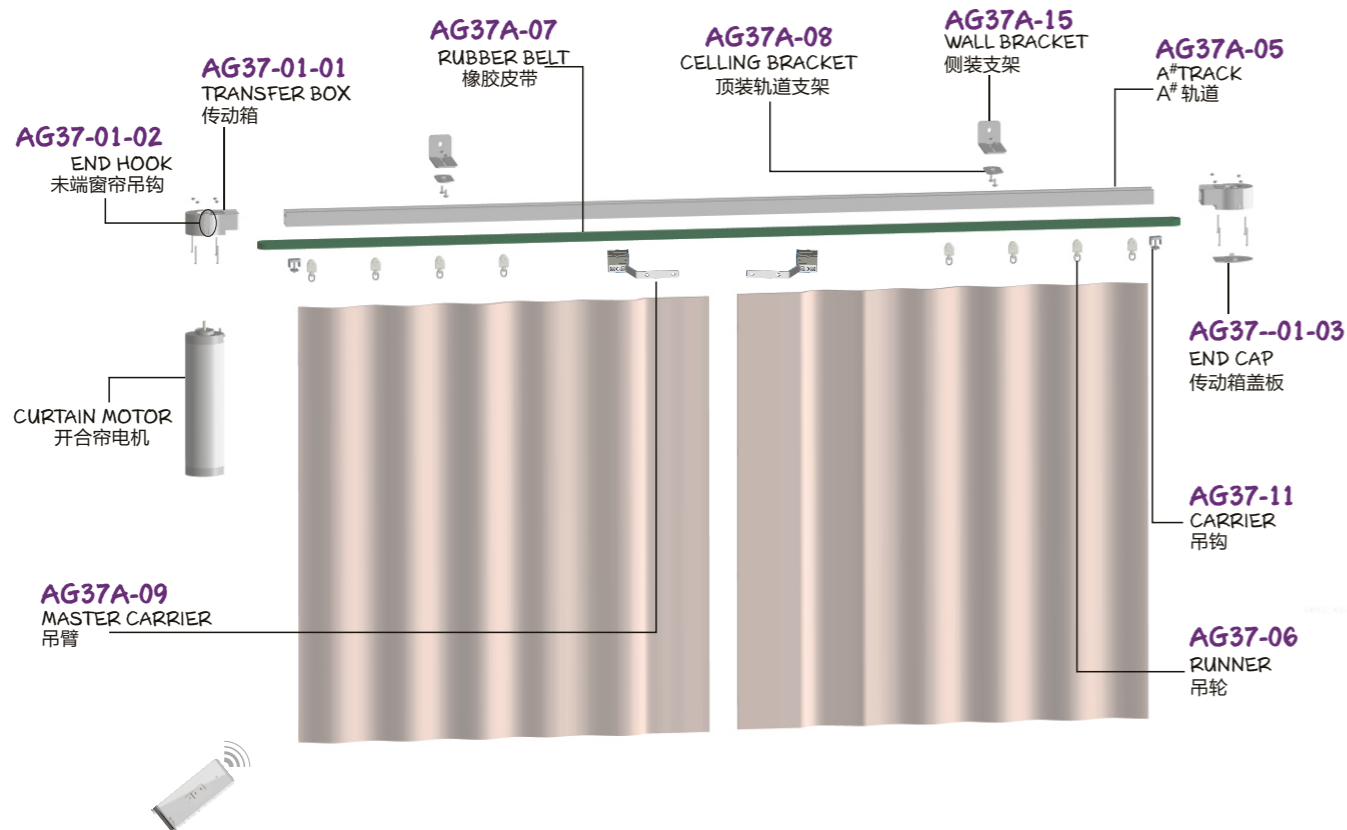 AG37A-07
RUBBER BELT
橡胶皮带
AG37A-08
CELLING BRACKET
顶装轨道支架
AG37A-15
WALL BRACKET
侧装支架
AG37A-05
A#TRACK
A# 轨道
AG37-01-01
TRANSFER BOX
传动箱
AG37-01-02
END HOOK
未端窗帘吊钩
AG37--01-03
END CAP
传动箱盖板
CURTAIN MOTOR
开合帘电机
AG37-11
CARRIER
吊钩
AG37A-09
MASTER CARRIER
吊臂
AG37-06
RUNNER
吊轮